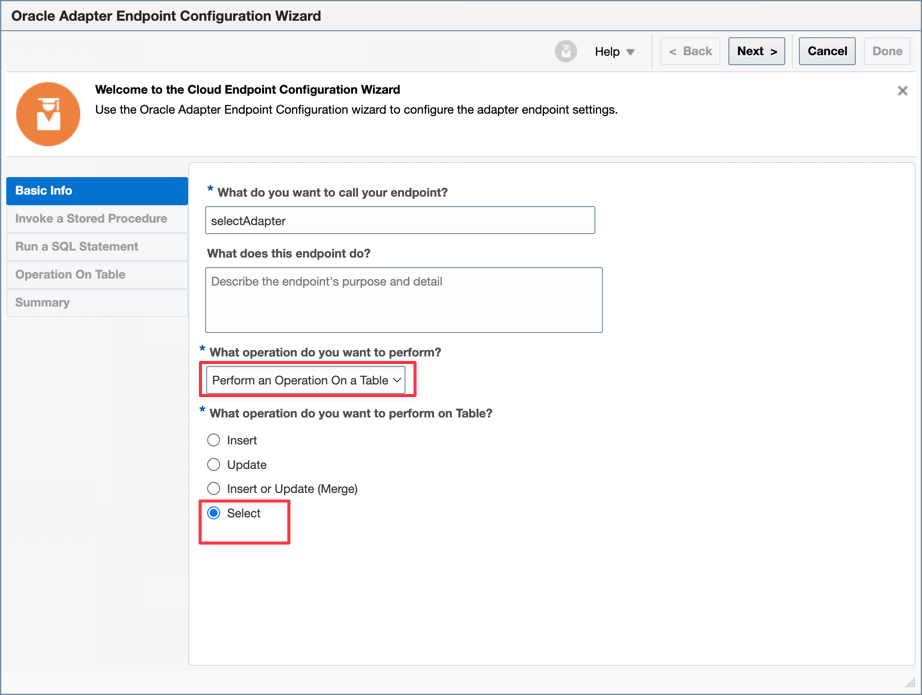 Oracle Adapter Endpoint Configuration Wizard
Help
< Back
Next >
Cancel
Done
Welcome to the Cloud Endpoint Configuration Wizard
Use the Oracle Adapter Endpoint Configuration wizard to configure the adapter endpoint settings.
Basic Info
Invoke a Stored Procedure
Run a SQL Statement
Operation On Table
Summary
* What do you want to call your endpoint?
selectAdapter
What does this endpoint do?
Describe the endpoint's purpose and detail
* What operation do you want to perform?
Perform an Operation On a Table
* What operation do you want to perform on Table?
Insert
Update
Insert or Update (Merge)
Select